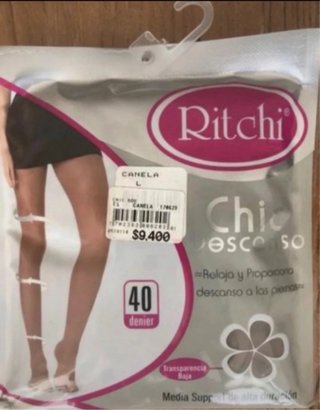 Ritchi®
CANELA
L
CANELA
$9.400
Chic
Descanso
Relaja y Proporciona
descanso a las piernas
40
denier
Transparencia
Baja
Media Support de alta duración